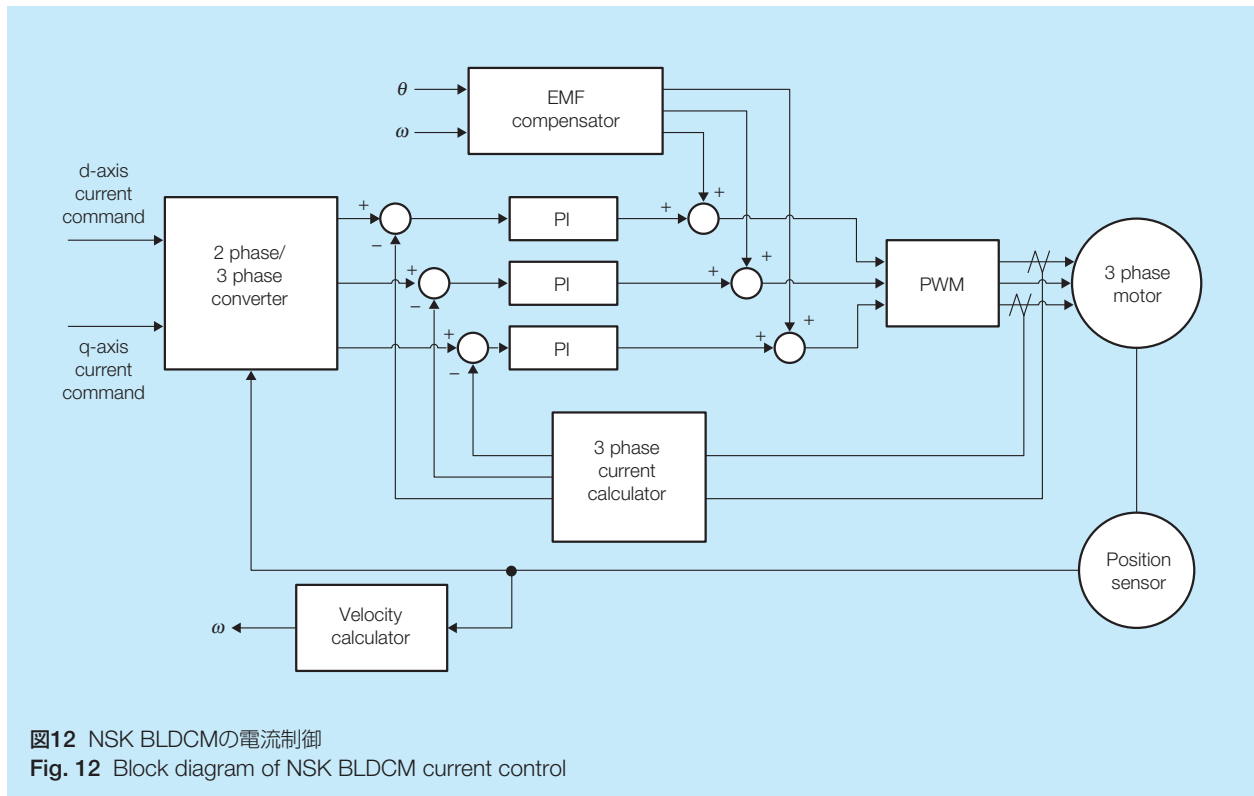 θ
ω
EMF
compensator
d-axis
current
command
q-axis
current
command
2 phase/
3 phase
converter
+
−
PI
+
+
+
−
PI
+
+
+
−
PI
+
+
PWM
3 phase
motor
3 phase
current
calculator
Position
sensor
ω
Velocity
calculator
図12 NSK BLDCMの電流制御
Fig. 12 Block diagram of NSK BLDCM current control